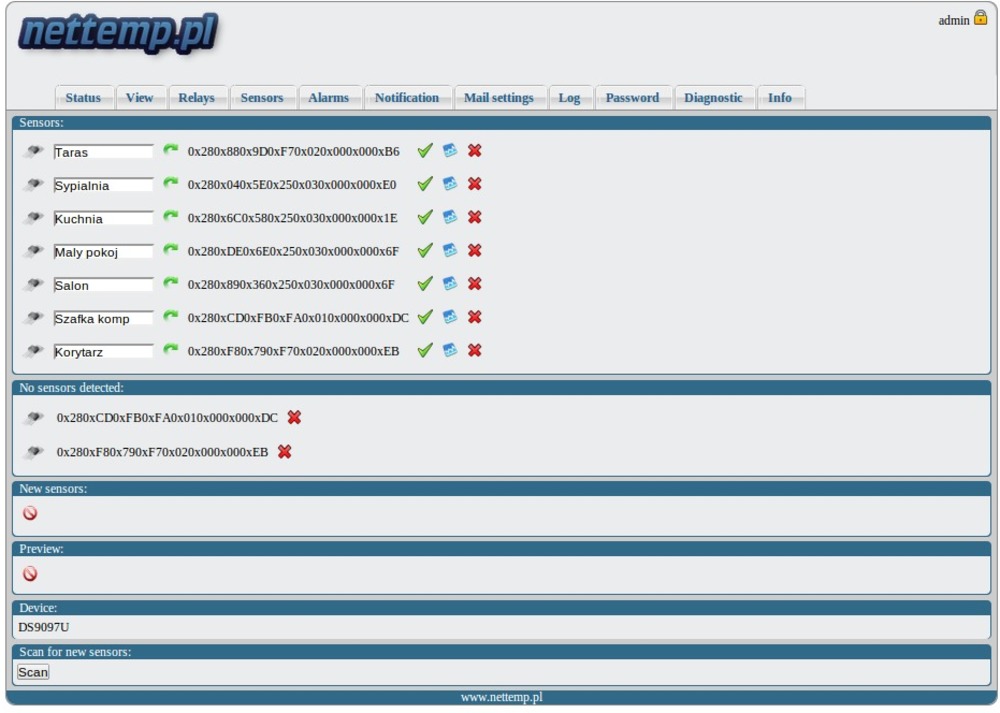 nettemp.pl
admin
Status View Relays Sensors Alarms Notification Mail settings Log Password Diagnostic Info
Sensors:
Taras 0x280x880x9D0xF70x020x000x000xB6
Sypialnia 0x280x040x5E0x250x030x000x000xE0
Kuchnia 0x280x6C0x580x250x030x000x000x1E
Maly pokoj 0x280xDE0x6E0x250x030x000x000x6F
Salon 0x280x890x360x250x030x000x000x6F
Szafka komp 0x280xCD0xFB0xFA0x010x000x000xDC
Korytarz 0x280xF80x790xF70x020x000x000xEB
No sensors detected:
0x280xCD0xFB0xFA0x010x000x000xDC
0x280xF80x790xF70x020x000x000xEB
New sensors:
Preview:
Device:
DS9097U
Scan for new sensors:
Scan
www.nettemp.pl